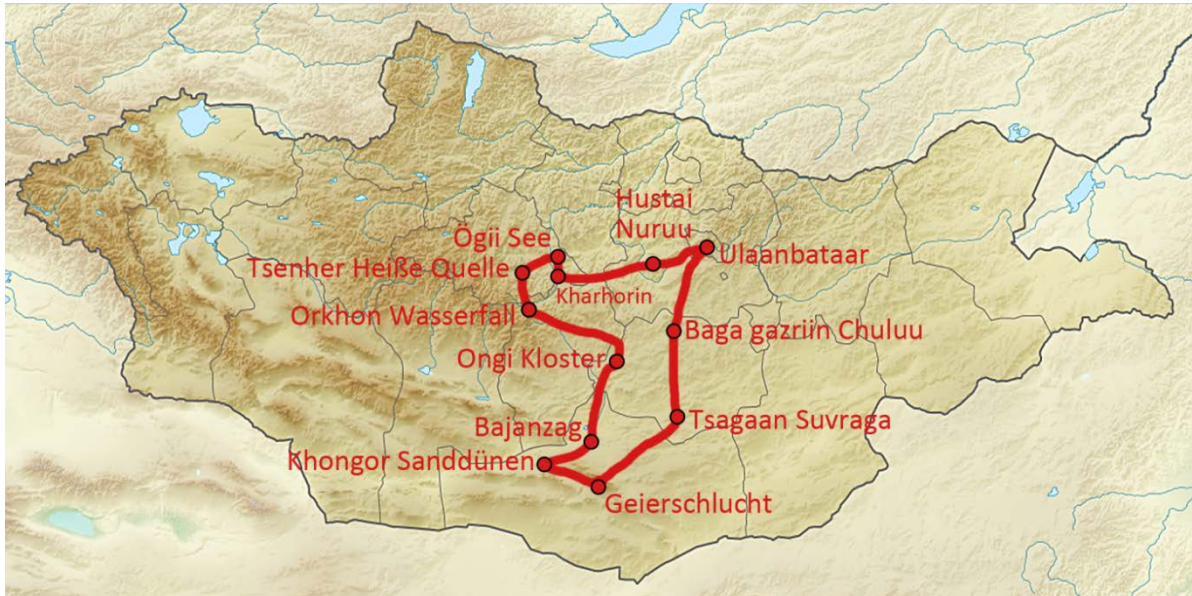 Hustai
Nuruu
Ögii See
Ulaanbataar
Tsenher Heiße Quelle
Kharhorin
Orkhon Wasserfall
Baga gazriin Chuluu
Ongi Kloster
Tsagaan Suvraga
Bajanzag
Khongor Sanddünen
Geierschlucht